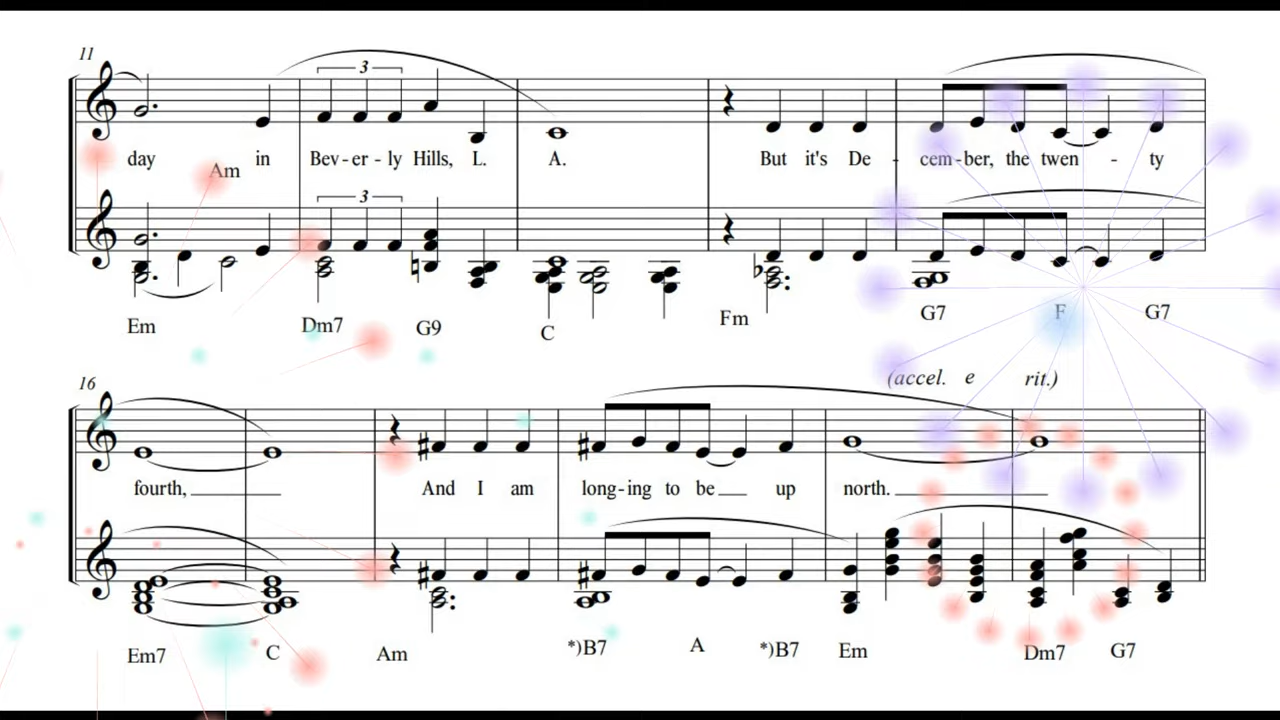 11
3
day in Bev - er - ly Hills, L. A. But it's De - cem - ber, the twen - ty
Am
3
Em Dm7 G9 C Fm G7 F G7
16
(accel. e rit.)
fourth, And I am long - ing to be up north.
Em7 C Am *)B7 A *)B7 Em Dm7 G7